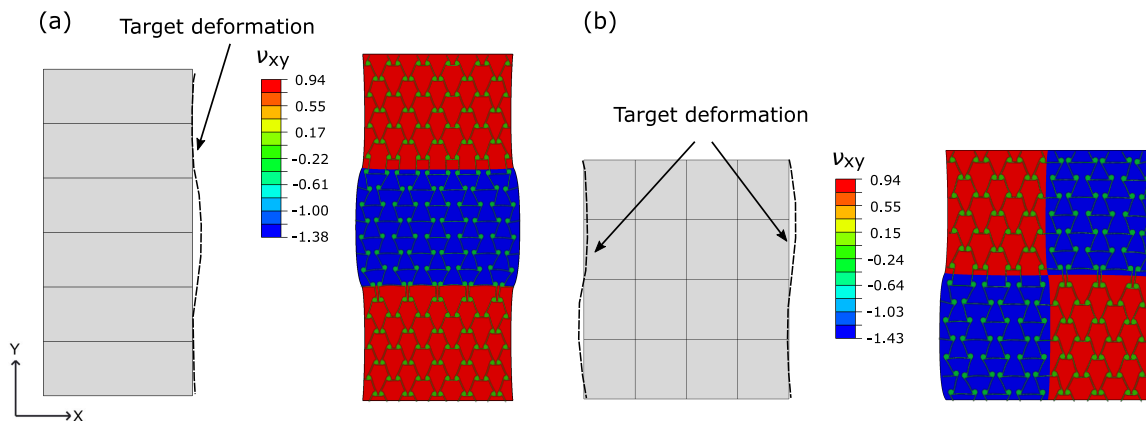 (a)
Target deformation
νxy
0.94
0.55
0.17
-0.22
-0.61
-1.00
-1.38
Y
X
(b)
Target deformation
νxy
0.94
0.55
0.15
-0.24
-0.64
-1.03
-1.43